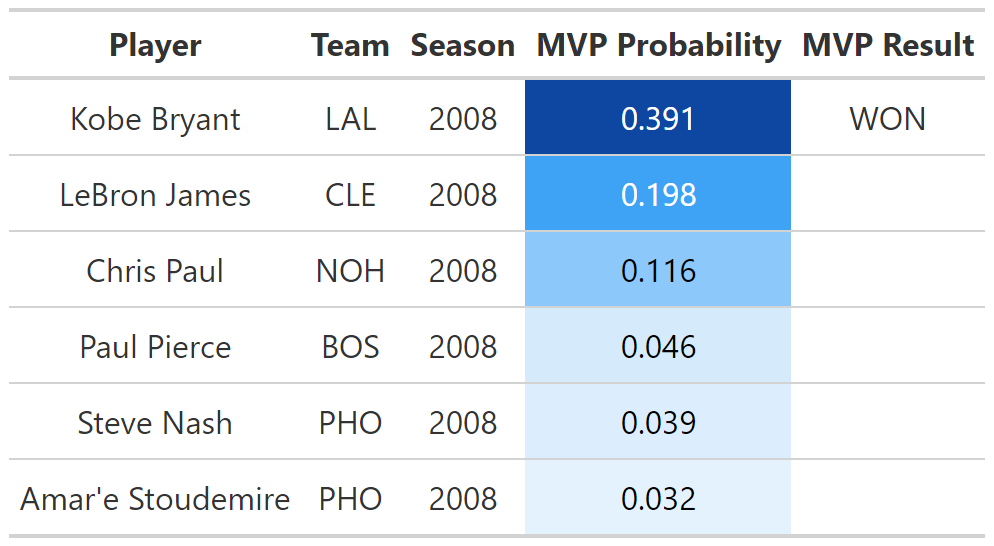 Player Team Season MVP Probability MVP Result
Kobe Bryant LAL 2008 0.391 WON
LeBron James CLE 2008 0.198
Chris Paul NOH 2008 0.116
Paul Pierce BOS 2008 0.046
Steve Nash PHO 2008 0.039
Amar'e Stoudemire PHO 2008 0.032